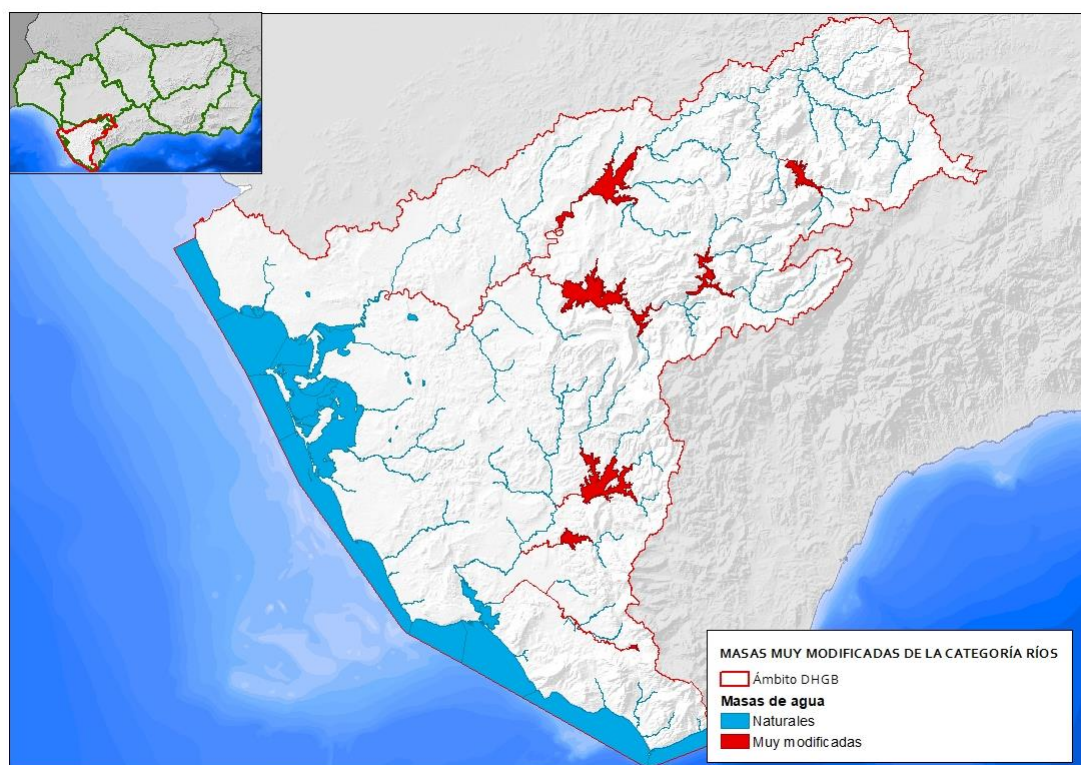 MASAS MUY MODIFICADAS DE LA CATEGORÍA RÍOS
Ámbito DHGB
Masas de agua
Naturales
Muy modificadas